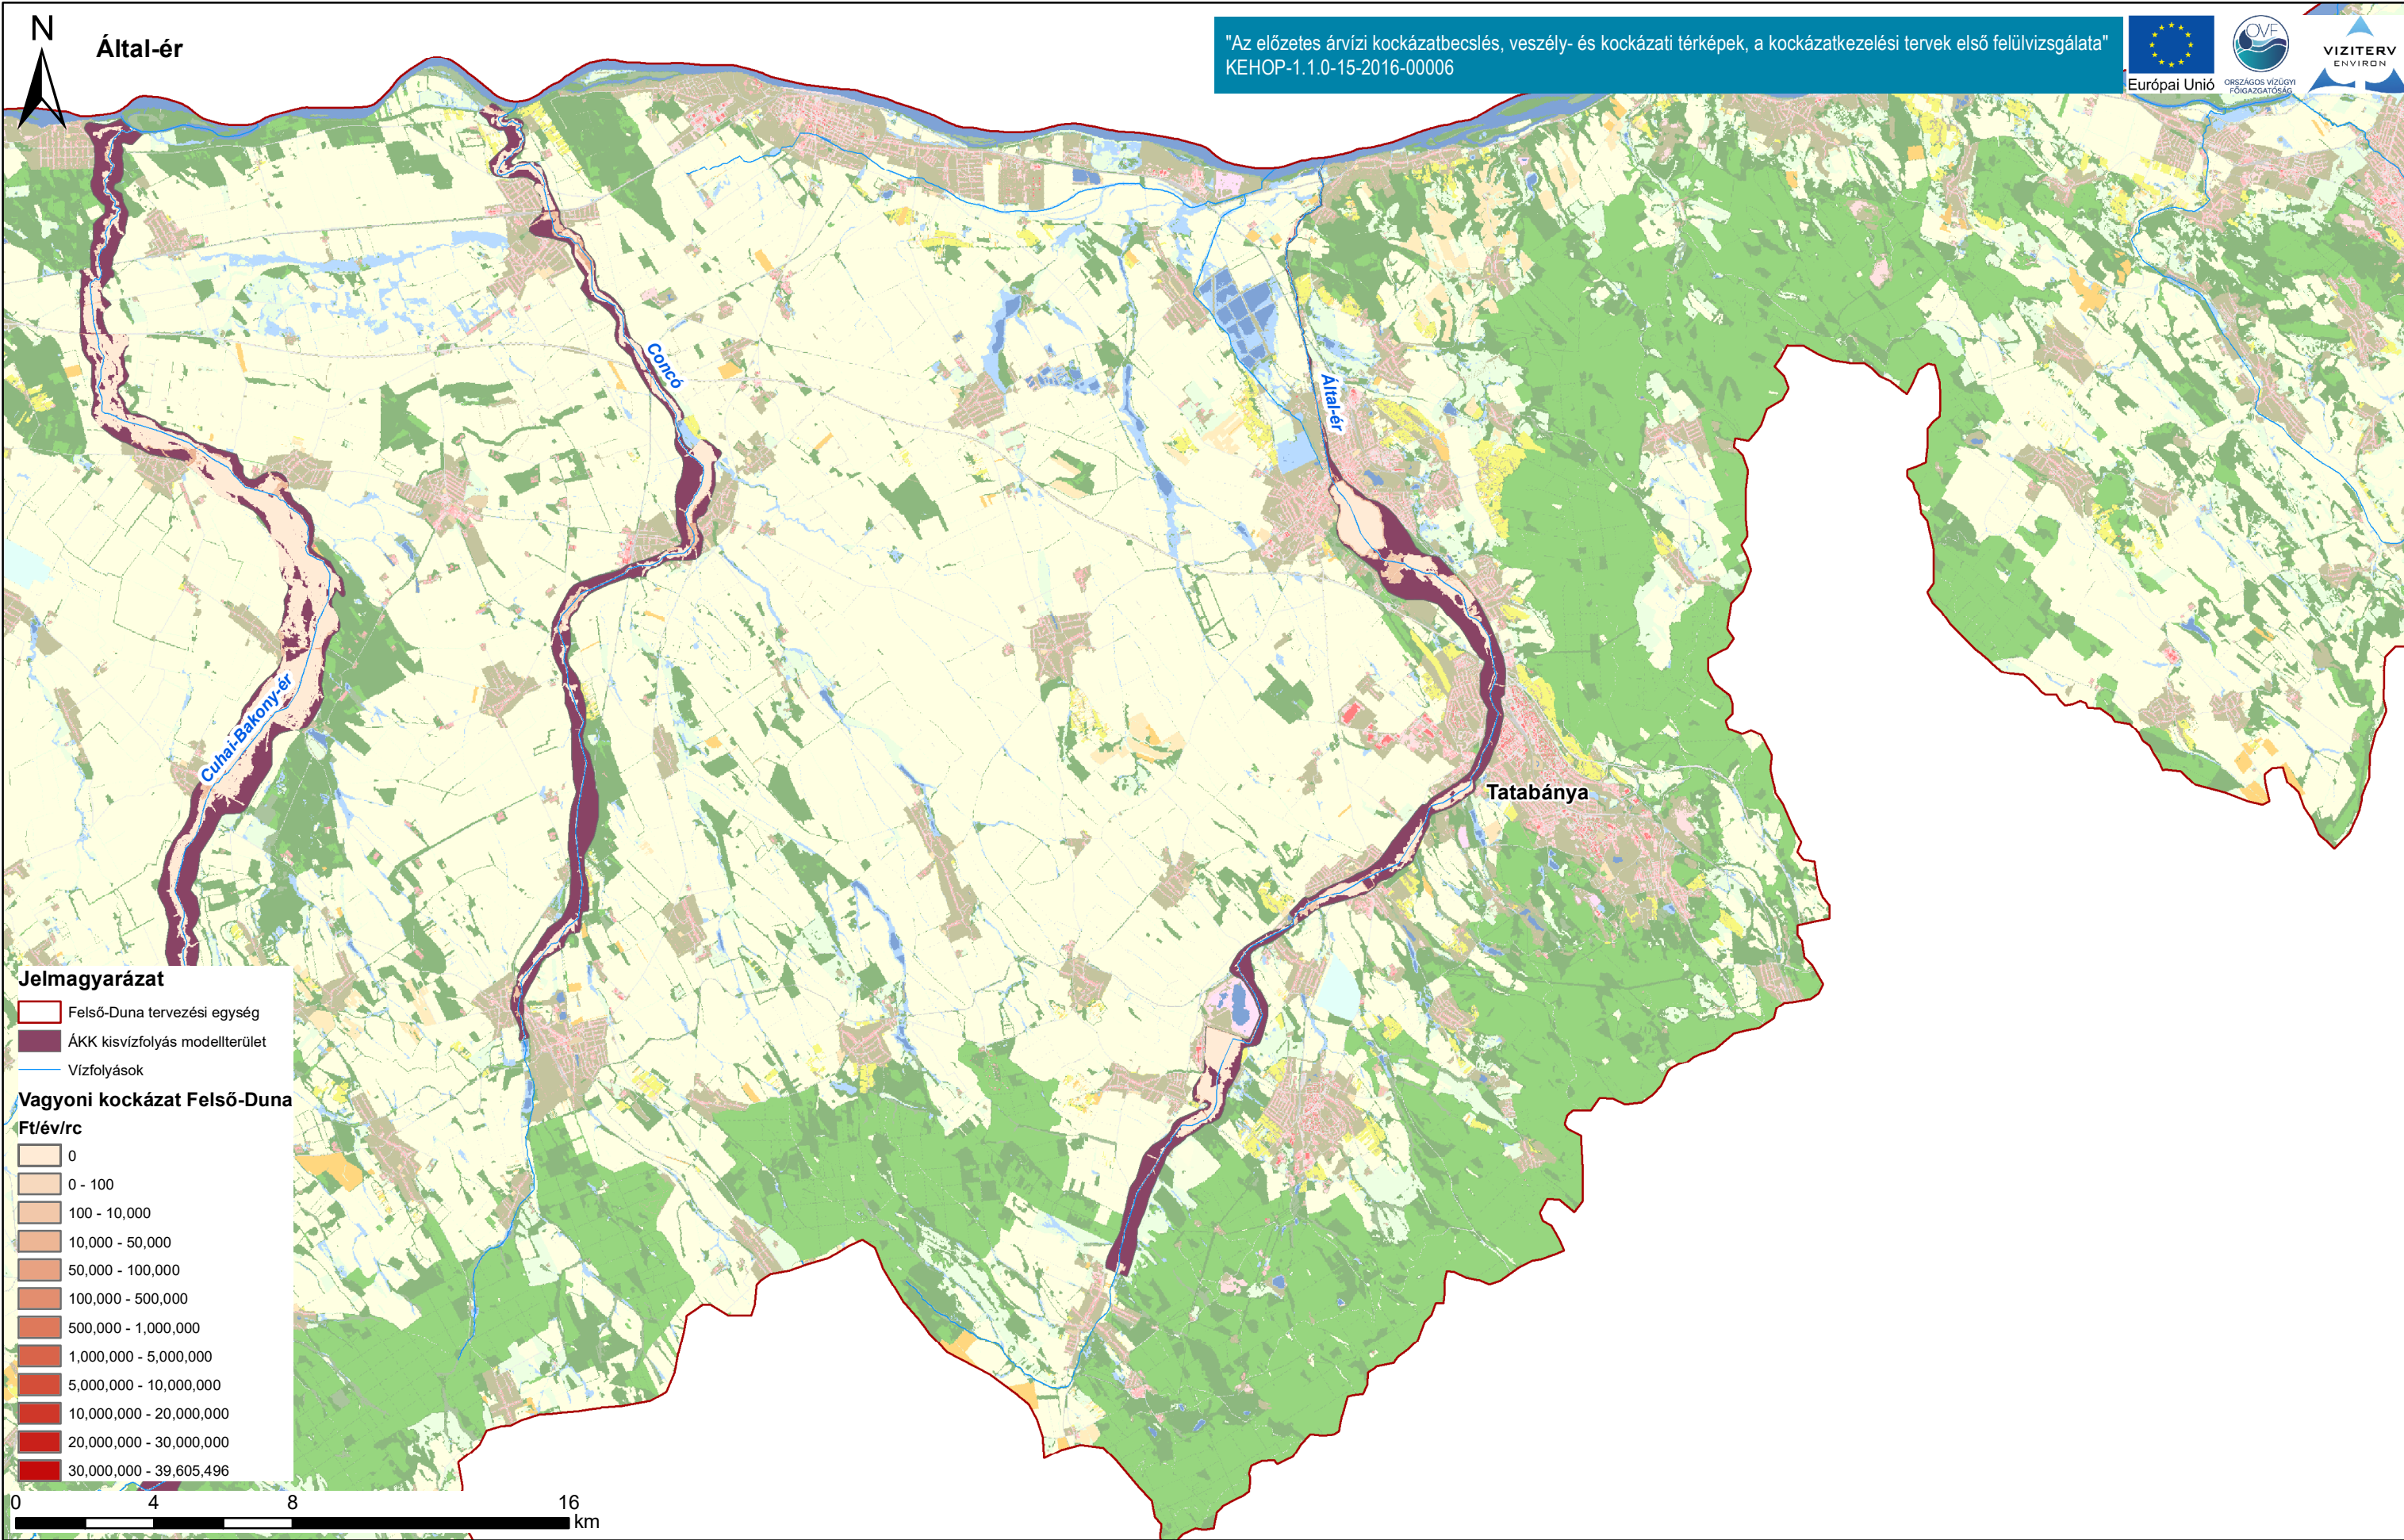 N
Által-ér
"Az előzetes árvízi kockázatbecslés, veszély- és kockázati térképek, a kockázatkezelési tervek első felülvizsgálata"
KEHOP-1.1.0-15-2016-00006
Európai Unió
OVF
ORSZÁGOS VÍZÜGYI
FŐIGAZGATÓSÁG
VIZITERV
ENVIRON
Concó
Által-ér
Cuhai-Bakony-ér
Tatabánya
Jelmagyarázat
Felső-Duna tervezési egység
ÁKK kisvízfolyás modellterület
Vízfolyások
Vagyoni kockázat Felső-Duna
Ft/év/rc
0
0 - 100
100 - 10,000
10,000 - 50,000
50,000 - 100,000
100,000 - 500,000
500,000 - 1,000,000
1,000,000 - 5,000,000
5,000,000 - 10,000,000
10,000,000 - 20,000,000
20,000,000 - 30,000,000
30,000,000 - 39,605,496
0 4 8 16
km